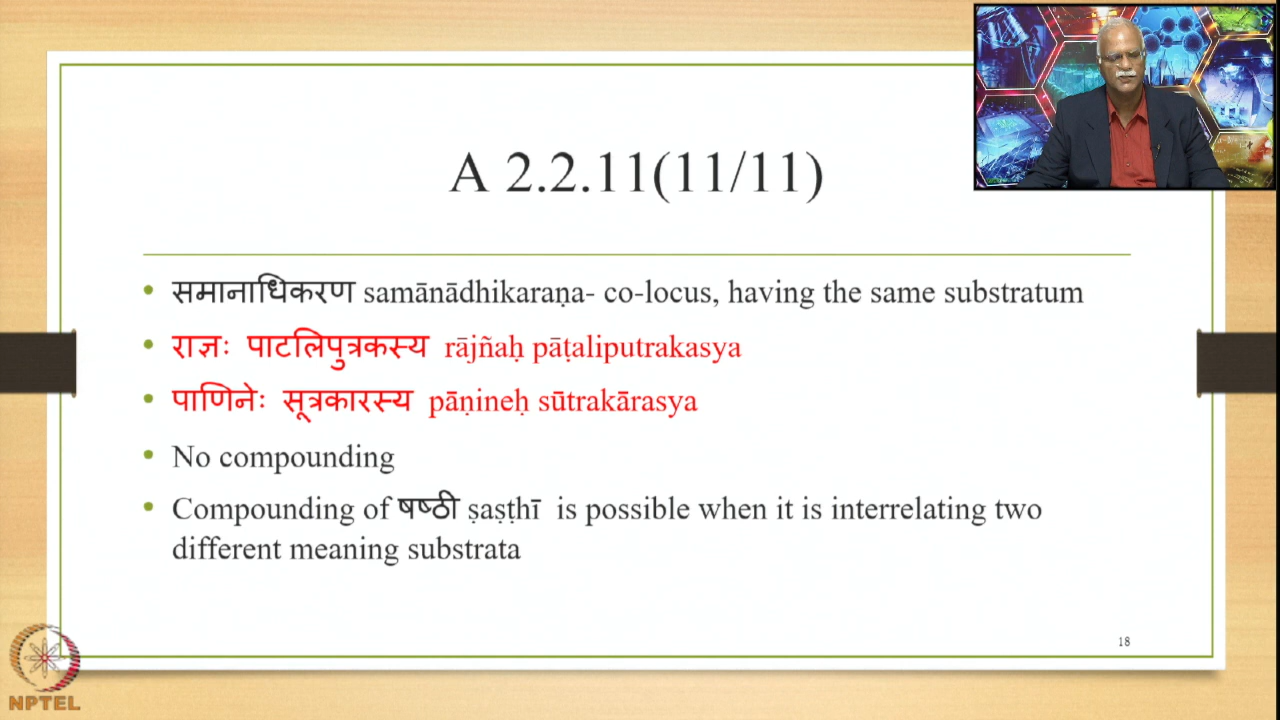 A 2.2.11(11/11)
• समानाधिकरण samānādhikaraṇa- co-locus, having the same substratum
• राज्ञः पाटलिपुत्रकस्य rājñaḥ pāṭaliputrakasya
• पाणिनेः सूत्रकारस्य pāṇineḥ sūtrakārasya
• No compounding
• Compounding of षष्ठी ṣaṣṭhī is possible when it is interrelating two
different meaning substrata
18
NPTEL